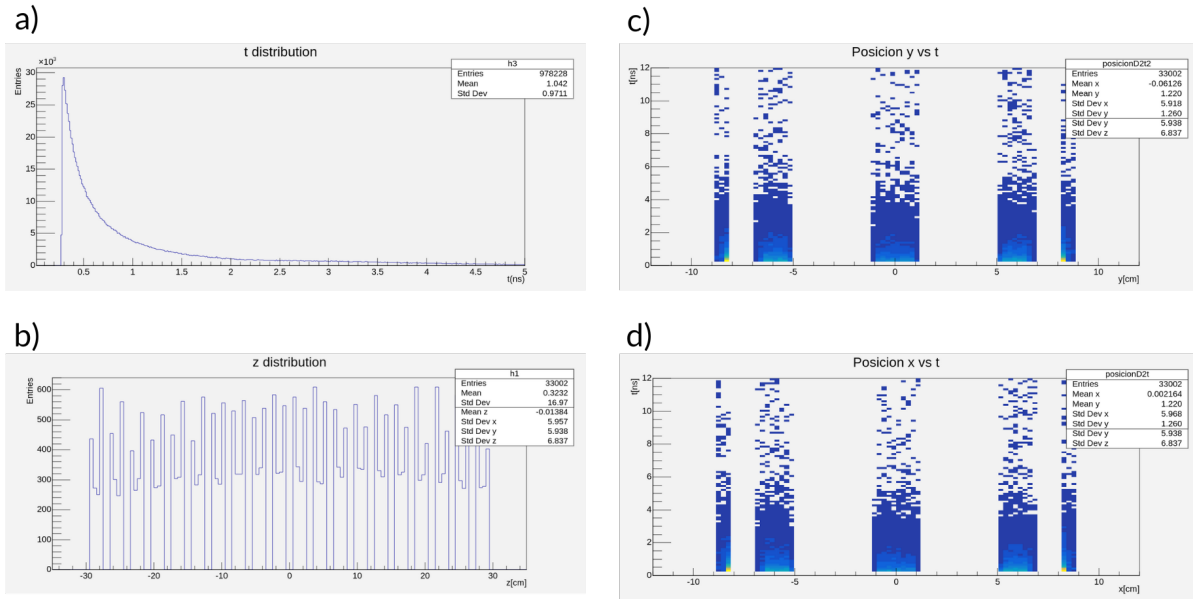 a)
t distribution
×10³
Entries
h3
Entries 978228
Mean 1.042
Std Dev 0.9711
30
25
20
15
10
5
0
0.5 1 1.5 2 2.5 3 3.5 4 4.5 5
t(ns)
b)
z distribution
Entries
h1
Entries 33002
Mean 0.3232
Std Dev 16.97
Mean z -0.01384
Std Dev x 5.957
Std Dev y 5.938
Std Dev z 6.837
600
500
400
300
200
100
0
-30 -20 -10 0 10 20 30
z[cm]
c)
Posicion y vs t
t[ns]
posicionD2t2
Entries 33002
Mean x -0.06126
Mean y 1.220
Std Dev x 5.918
Std Dev y 1.260
Std Dev y 5.938
Std Dev z 6.837
12
10
8
6
4
2
0
-10 -5 0 5 10
y[cm]
d)
Posicion x vs t
t[ns]
posicionD2t
Entries 33002
Mean x 0.002164
Mean y 1.220
Std Dev x 5.968
Std Dev y 1.260
Std Dev y 5.938
Std Dev z 6.837
12
10
8
6
4
2
0
-10 -5 0 5 10
x[cm]